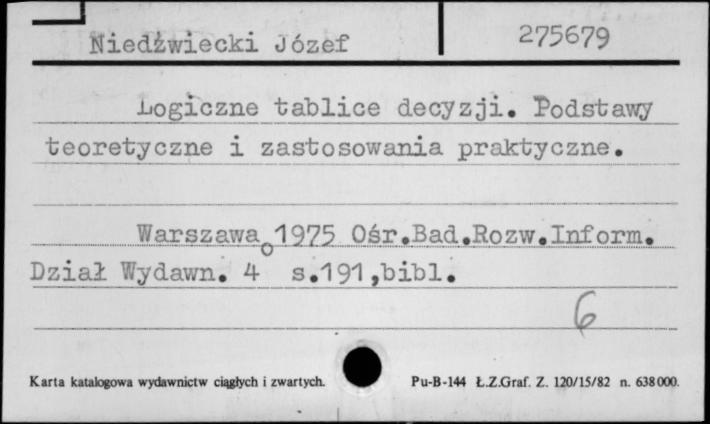 Niedźwiecki Józef 275679
Logiczne tablice decyzji. Podstawy
teoretyczne i zastosowania praktyczne.
Warszawa 1975 Ośr.Bad.Rozw.Inform.
Dział Wydawn. 4o s.191,bibl.
6
Karta katalogowa wydawnictw ciągłych i zwartych. Pu-B-144 Ł.Z.Graf. Z. 120/15/82 n. 638000.